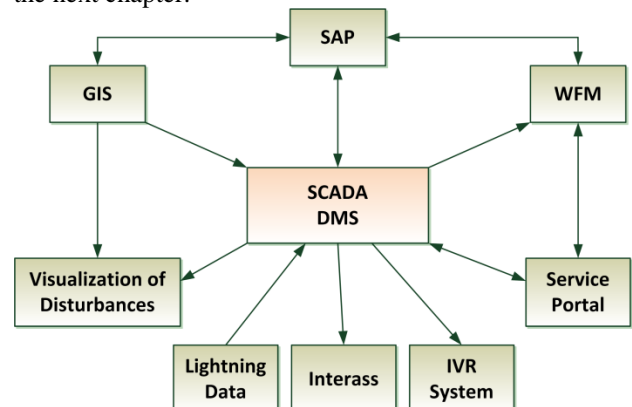 the next chapter.
SAP
GIS
WFM
SCADA
DMS
Visualization of
Disturbances
Service
Portal
Lightning
Data
Interass
IVR
System